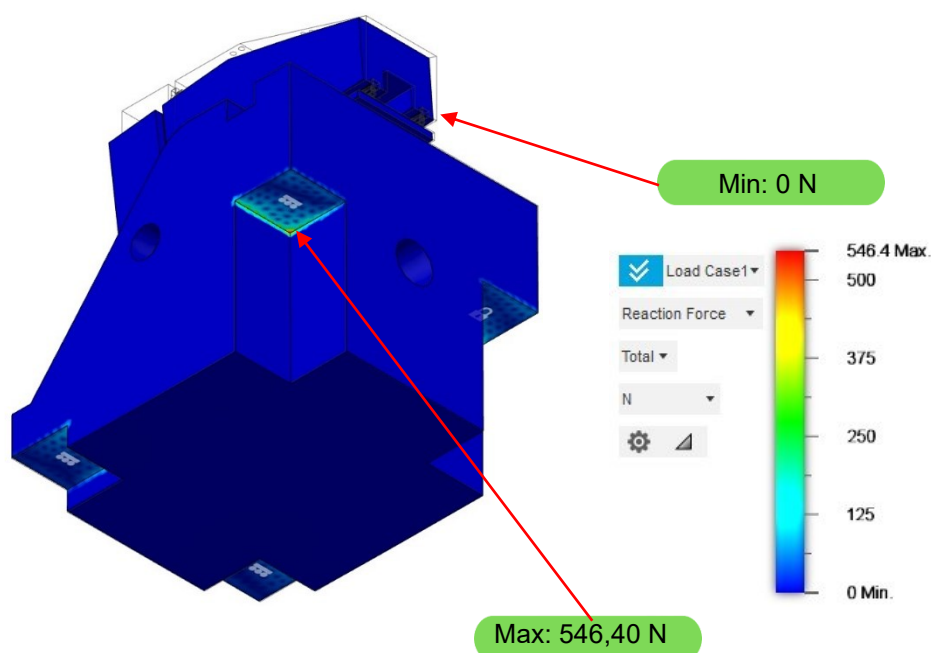 Min: 0 N
Load Case1
Reaction Force
Total
N
546.4 Max.
500
375
250
125
0 Min.
Max: 546,40 N